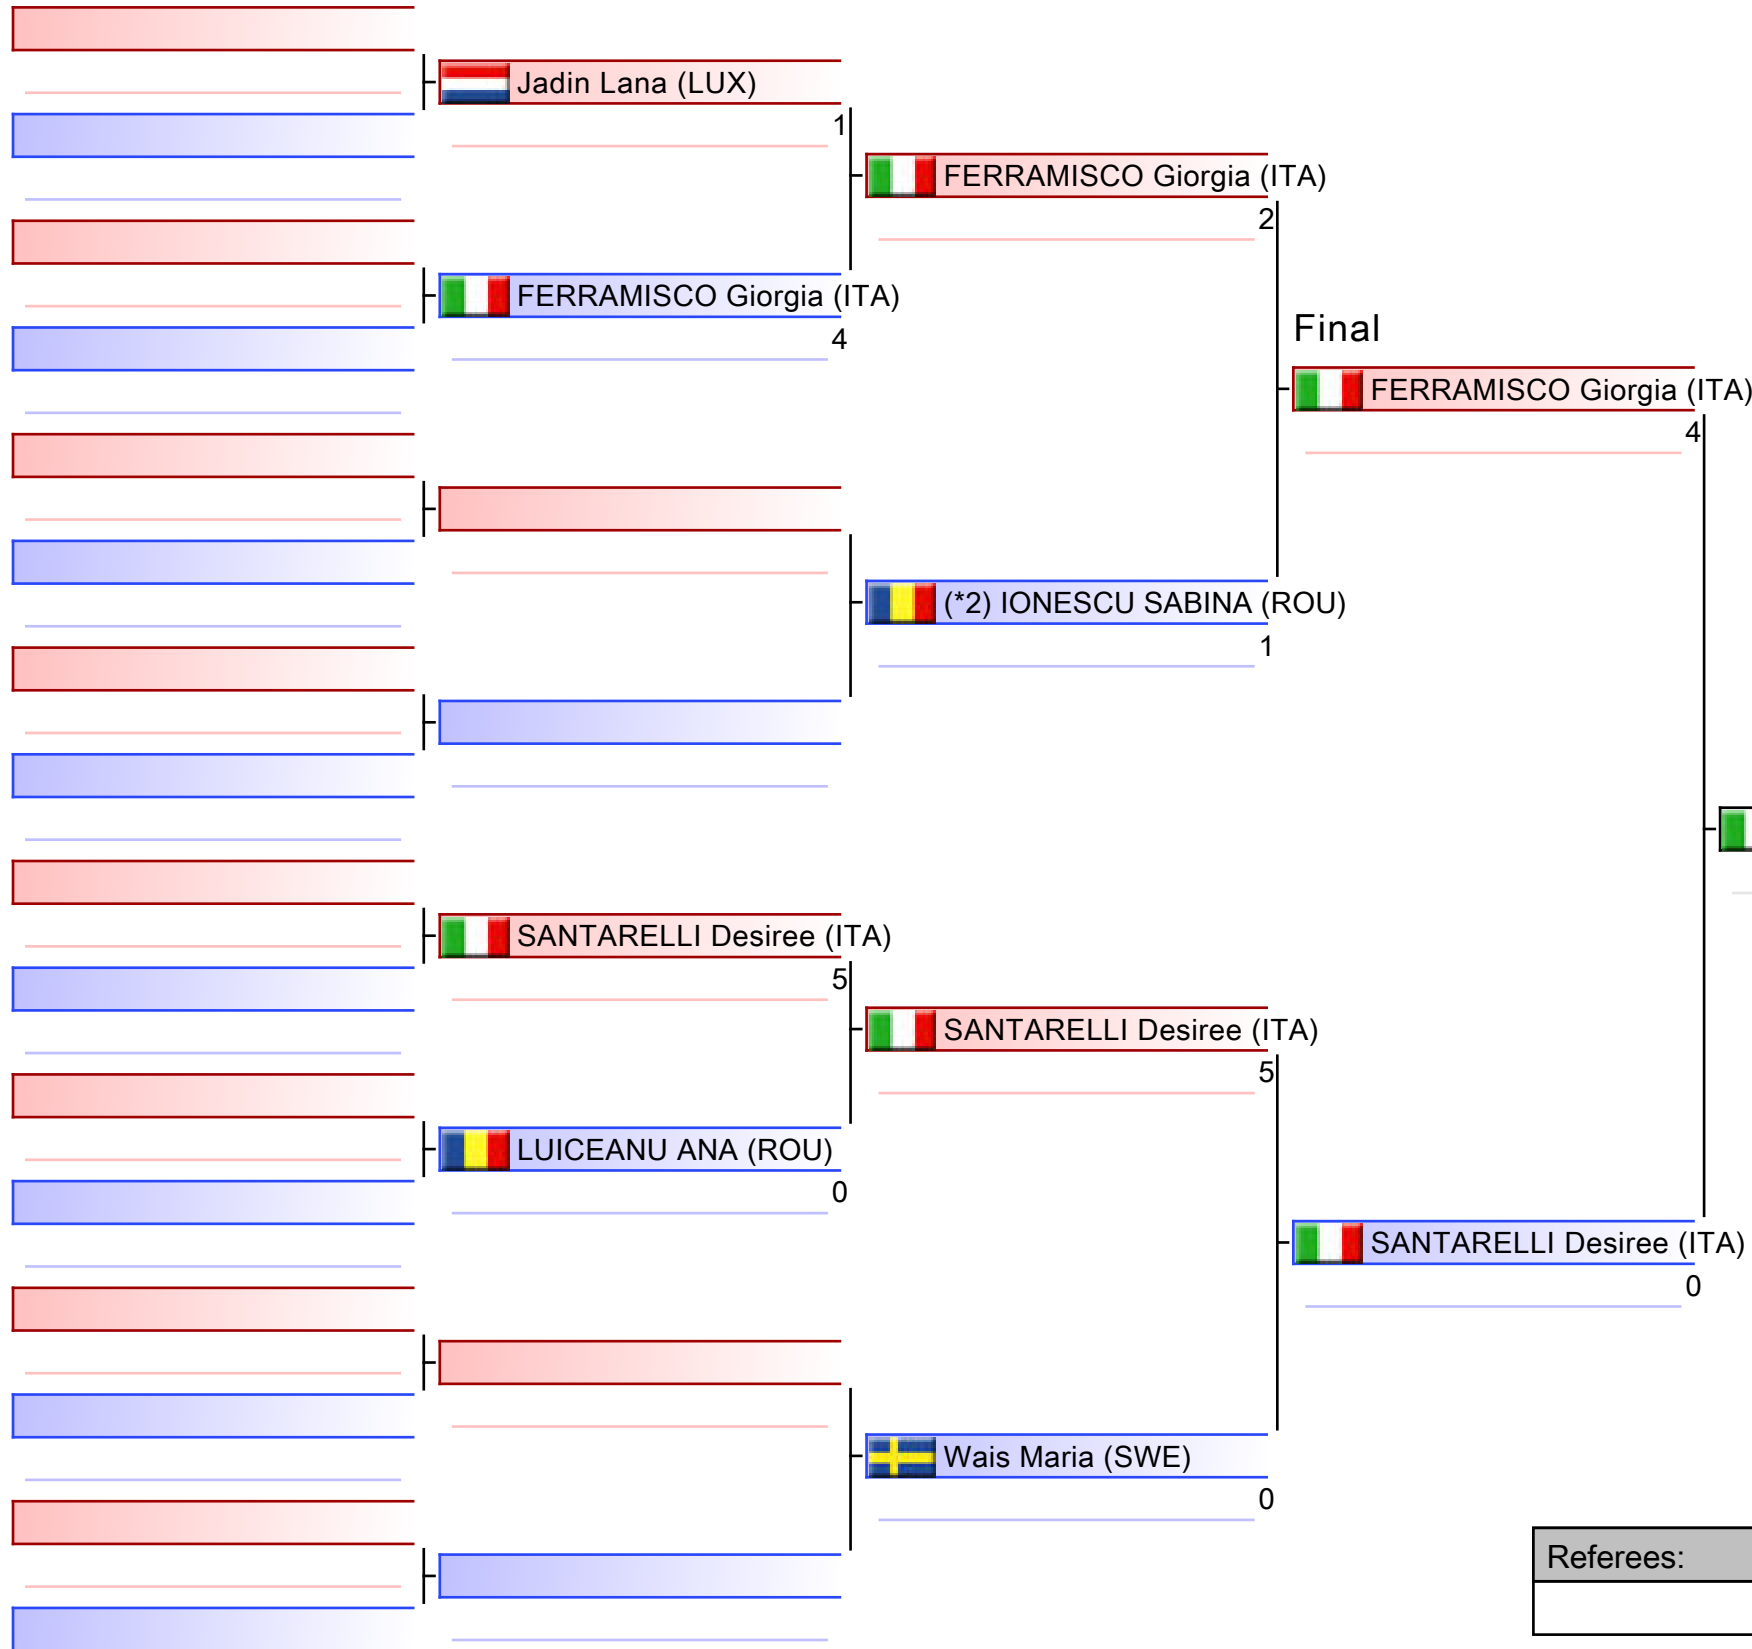 Jadin Lana (LUX)
1
FERRAMISCO Giorgia (ITA)
2
FERRAMISCO Giorgia (ITA)
4
Final
FERRAMISCO Giorgia (ITA)
4
(*2) IONESCU SABINA (ROU)
1
SANTARELLI Desiree (ITA)
5
SANTARELLI Desiree (ITA)
5
LUICEANU ANA (ROU)
0
SANTARELLI Desiree (ITA)
0
Wais Maria (SWE)
0
Referees: